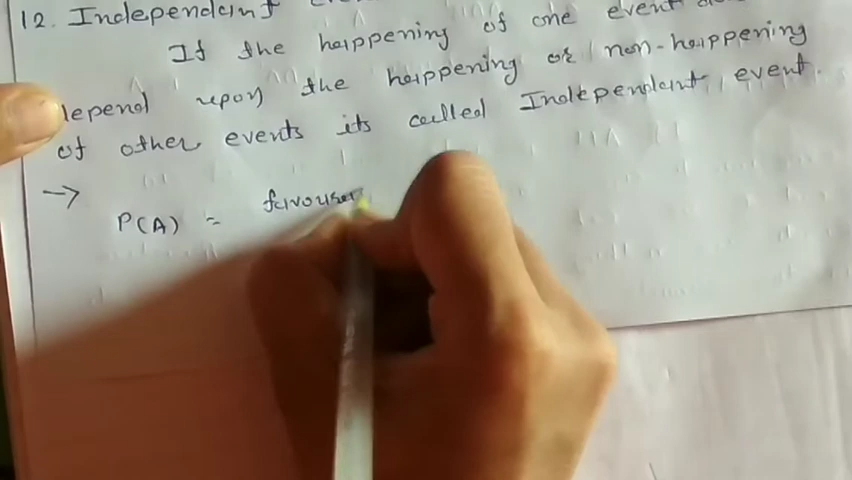 12. Independent
If the happening of one event
depend upon the happening or non-happening
of other events its called Independent event.
→ P(A) = favour